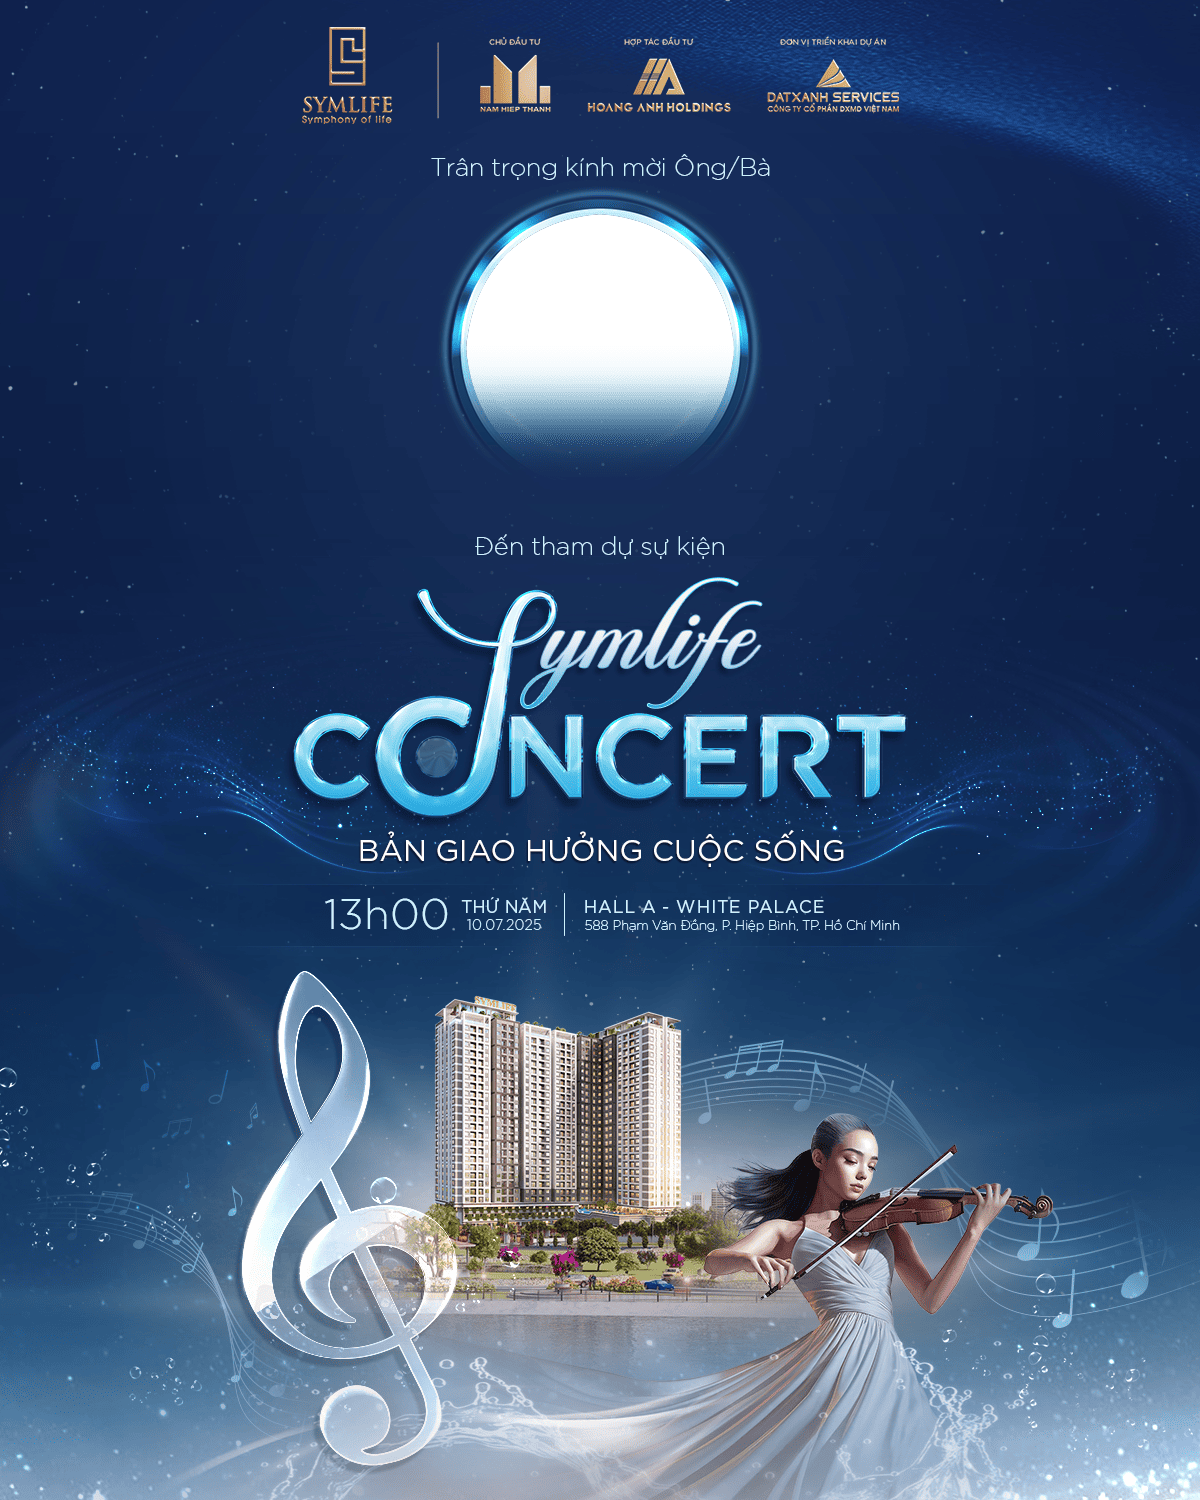 SYMLIFE
Symphony of life
CHỦ ĐẦU TƯ
NAM HIEP THANH
HỢP TÁC ĐẦU TƯ
HOANG ANH HOLDINGS
ĐƠN VỊ TRIỂN KHAI DỰ ÁN
DATXANH SERVICES
CÔNG TY CỔ PHẦN DXMD VIỆT NAM
Trân trọng kính mời Ông/Bà
Đến tham dự sự kiện
Symlife
CONCERT
BẢN GIAO HƯỞNG CUỘC SỐNG
13h00
THỨ NĂM
10.07.2025
HALL A - WHITE PALACE
588 Phạm Văn Đồng, P. Hiệp Bình, TP. Hồ Chí Minh
SYMLIFE